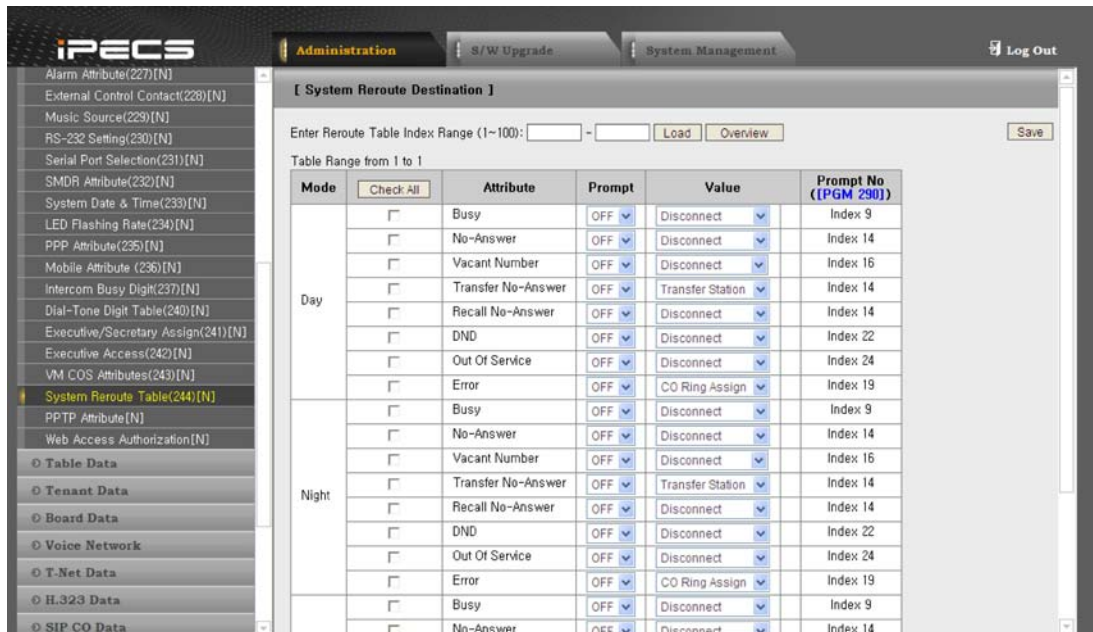 iPECS
Administration
S/W Upgrade
System Management
Log Out
Alarm Attribute(227)[N]
External Control Contact(228)[N]
Music Source(229)[N]
RS-232 Setting(230)[N]
Serial Port Selection(231)[N]
SMDR Attribute(232)[N]
System Date & Time(233)[N]
LED Flashing Rate(234)[N]
PPP Attribute(235)[N]
Mobile Attribute (236)[N]
Intercom Busy Digit(237)[N]
Dial-Tone Digit Table(240)[N]
Executive/Secretary Assign(241)[N]
Executive Access(242)[N]
VM COS Attributes(243)[N]
System Reroute Table(244)[N]
PPTP Attribute[N]
Web Access Authorization[N]
Table Data
Tenant Data
Board Data
Voice Network
T-Net Data
H.323 Data
SIP CO Data
[ System Reroute Destination ]
Enter Reroute Table Index Range (1~100): - Load Overview Save
Table Range from 1 to 1
Mode Check All Attribute Prompt Value Prompt No ([PGM 290])
Day
Busy OFF Disconnect Index 9
No-Answer OFF Disconnect Index 14
Vacant Number OFF Disconnect Index 16
Transfer No-Answer OFF Transfer Station Index 14
Recall No-Answer OFF Disconnect Index 14
DND OFF Disconnect Index 22
Out Of Service OFF Disconnect Index 24
Error OFF CO Ring Assign Index 19
Night
Busy OFF Disconnect Index 9
No-Answer OFF Disconnect Index 14
Vacant Number OFF Disconnect Index 16
Transfer No-Answer OFF Transfer Station Index 14
Recall No-Answer OFF Disconnect Index 14
DND OFF Disconnect Index 22
Out Of Service OFF Disconnect Index 24
Error OFF CO Ring Assign Index 19
Busy OFF Disconnect Index 9
No-Answer OFF Disconnect Index 14